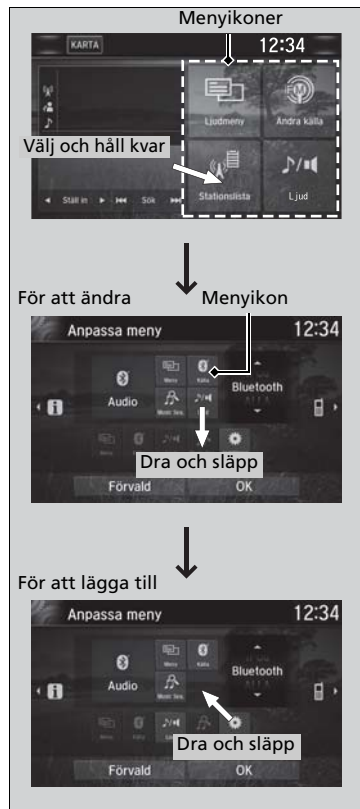 Menyikoner
KARTA 12:34
Ljudmeny Ändra källa
Välj och håll kvar
Ställ in Sök Stationslista Ljud
För att ändra Menyikon
Anpassa meny 12:34
Meny Källa
Audio Bluetooth
Music Sea.
Dra och släpp
Förvald OK
För att lägga till
Anpassa meny 12:34
Meny Källa
Audio Bluetooth
Music Sea.
Dra och släpp
Förvald OK